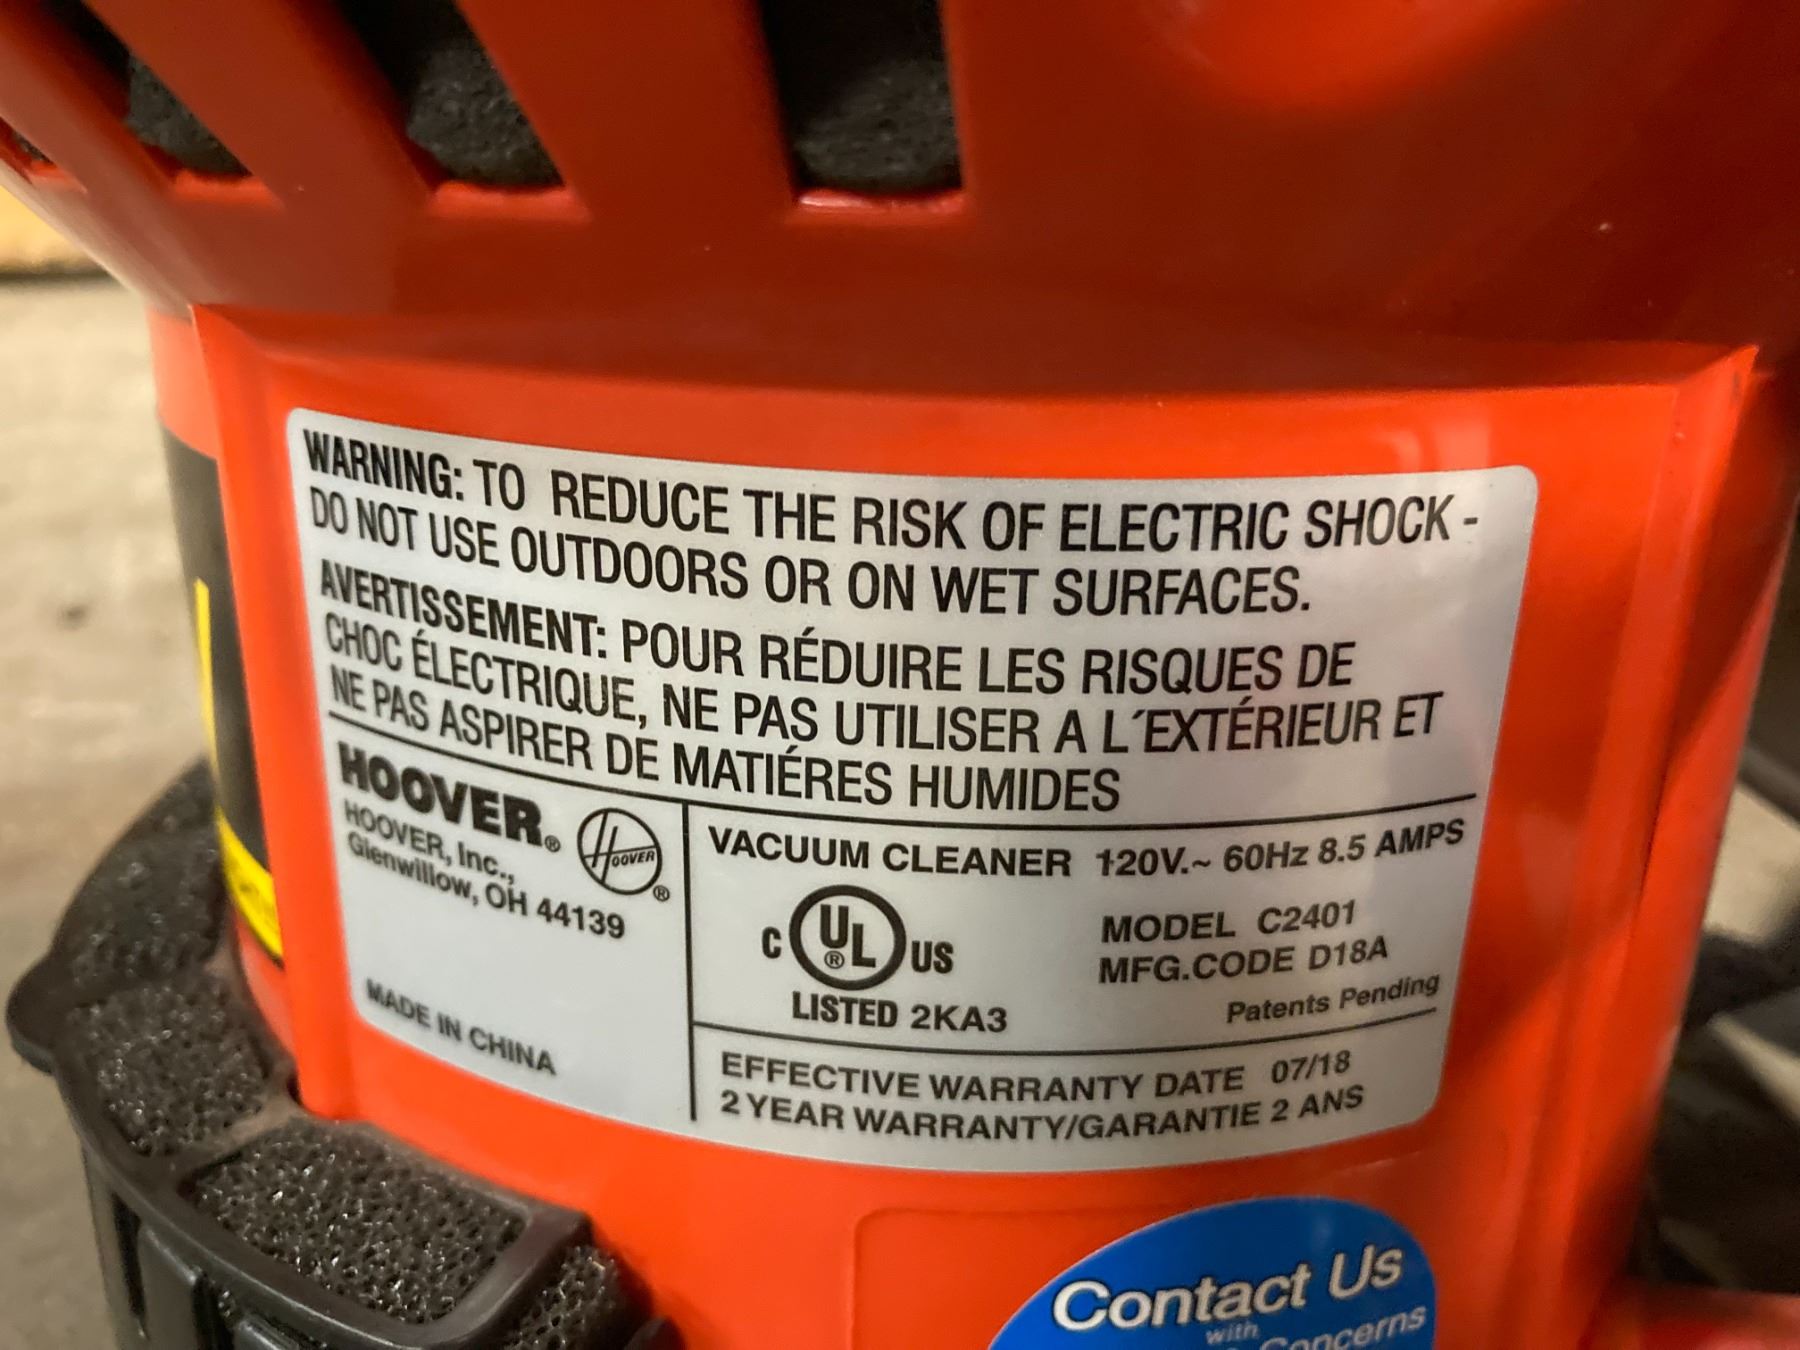 WARNING: TO REDUCE THE RISK OF ELECTRIC SHOCK -
DO NOT USE OUTDOORS OR ON WET SURFACES.
AVERTISSEMENT: POUR RÉDUIRE LES RISQUES DE
CHOC ÉLECTRIQUE, NE PAS UTILISER A L´EXTÉRIEUR ET
NE PAS ASPIRER DE MATIÉRES HUMIDES
HOOVER®
HOOVER®
HOOVER, Inc.,
Glenwillow, OH 44139
MADE IN CHINA
VACUUM CLEANER 120V.~ 60Hz 8.5 AMPS
C UL® US
LISTED 2KA3
MODEL C2401
MFG.CODE D18A
Patents Pending
EFFECTIVE WARRANTY DATE 07/18
2 YEAR WARRANTY/GARANTIE 2 ANS
Contact Us
with
Concerns